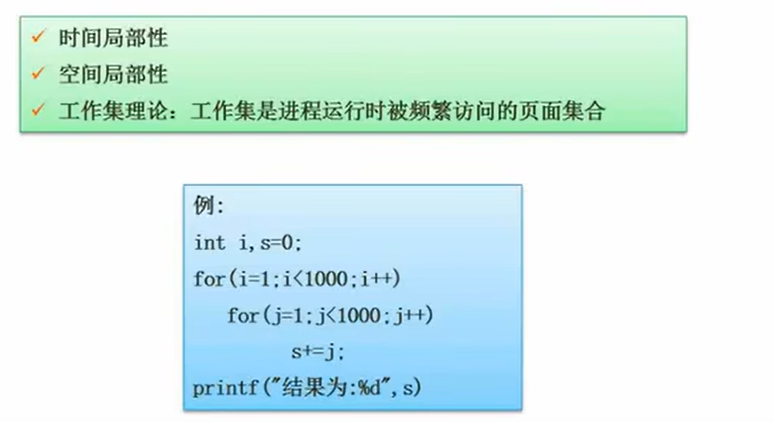 ✓ 时间局部性
✓ 空间局部性
✓ 工作集理论：工作集是进程运行时被频繁访问的页面集合
例:
int i,s=0;
for(i=1;i<1000;i++)
for(j=1;j<1000;j++)
s+=j;
printf("结果为:%d",s)